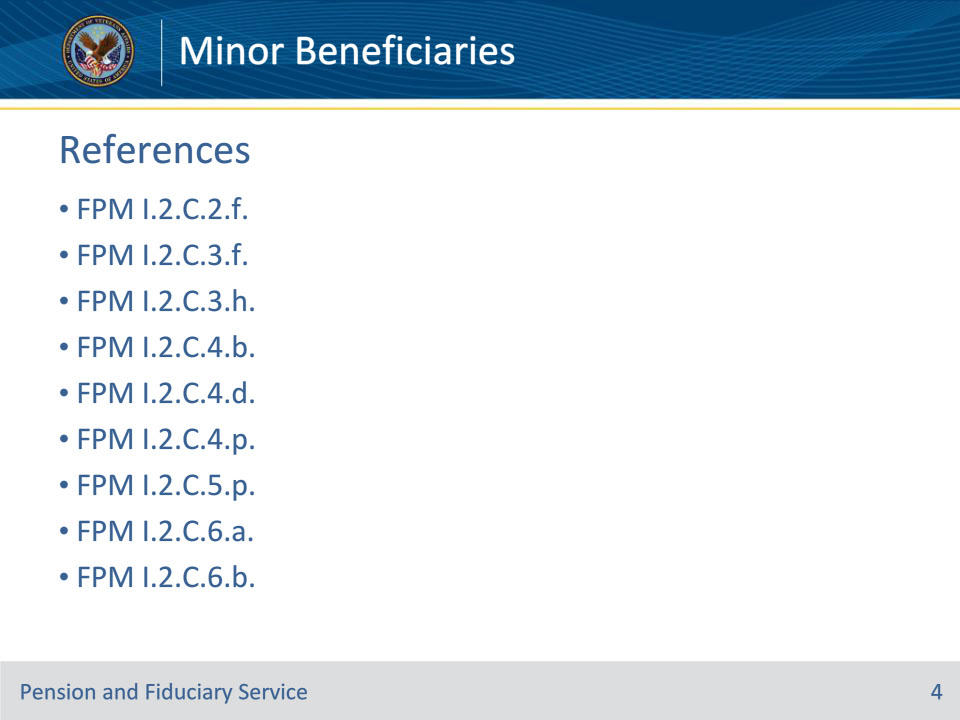 Minor Beneficiaries
References
• FPM I.2.C.2.f.
• FPM I.2.C.3.f.
• FPM I.2.C.3.h.
• FPM I.2.C.4.b.
• FPM I.2.C.4.d.
• FPM I.2.C.4.p.
• FPM I.2.C.5.p.
• FPM I.2.C.6.a.
• FPM I.2.C.6.b.
Pension and Fiduciary Service 4